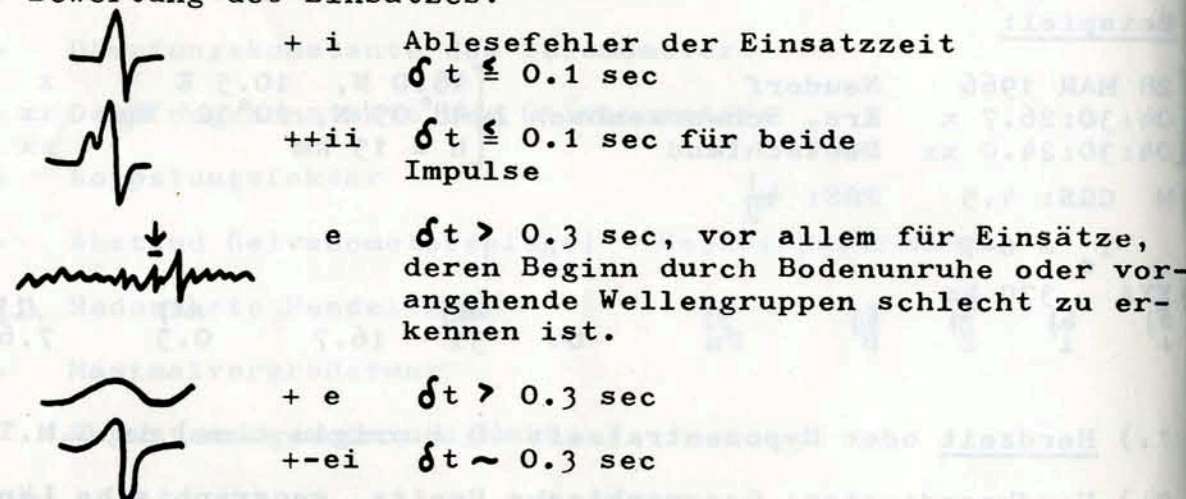 Bewertung des Einsatzes:
+ i Ablesefehler der Einsatzzeit
δt ≦ 0.1 sec
++ii δt ≦ 0.1 sec für beide
Impulse
e δt > 0.3 sec, vor allem für Einsätze,
deren Beginn durch Bodenunruhe oder vor-
angehende Wellengruppen schlecht zu er-
kennen ist.
+ e δt > 0.3 sec
+-ei δt ~ 0.3 sec